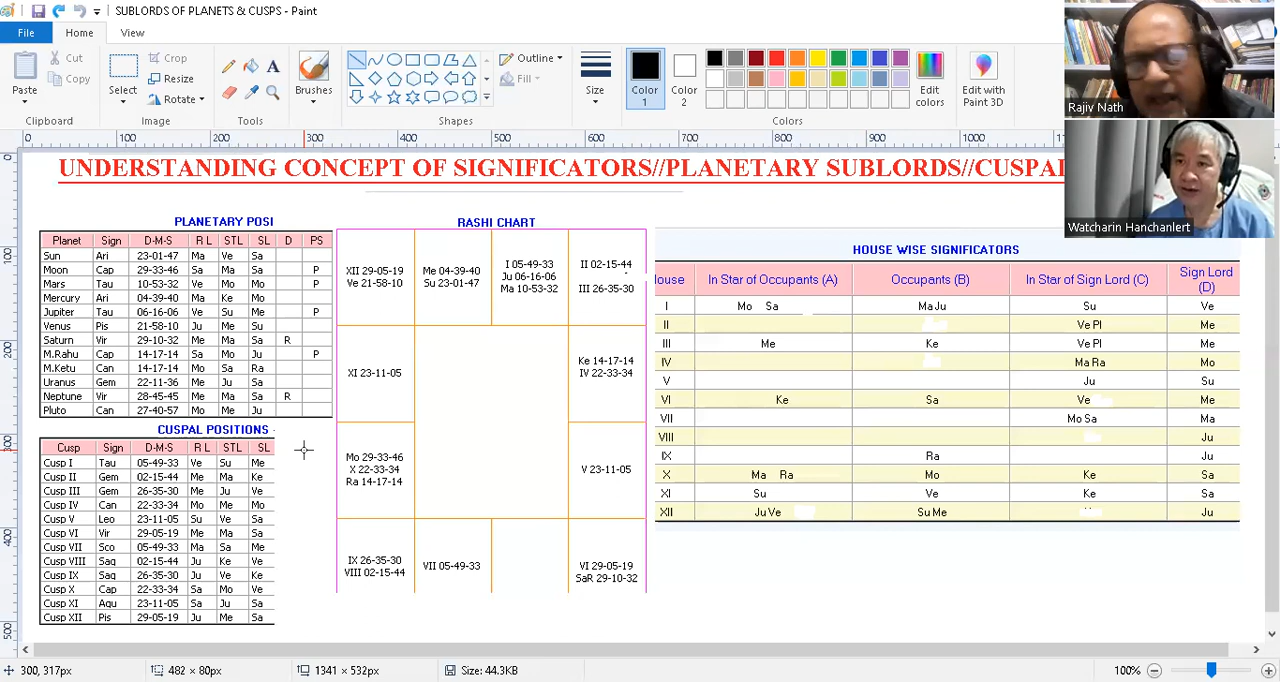 SUBLORDS OF PLANETS & CUSPS - Paint
File Home View
Paste Cut Copy
Clipboard
Select Crop Resize Rotate
Image
Tools
Brushes
Outline Fill
Shapes
Size
Color 1 Color 2
Edit colors
Edit with Paint 3D
Colors
Rajiv Nath
Watcharin Hanchanlert
0 100 200 300 400 500 600 700 800 900 1000
UNDERSTANDING CONCEPT OF SIGNIFICATORS//PLANETARY SUBLORDS//CUSPAL
PLANETARY POSI
Planet Sign D-M-S R L STL SL D PS
Sun Ari 23-01-47 Ma Ve Sa
Moon Cap 29-33-46 Sa Ma Sa P
Mars Tau 10-53-32 Ve Mo Ma P
Mercury Ari 04-39-40 Ma Ke Mo
Jupiter Tau 06-16-06 Ve Su Me P
Venus Pis 21-58-10 Ju Me Su
Saturn Vir 29-10-32 Me Ma Sa R
M.Rahu Cap 14-17-14 Sa Mo Ju P
M.Ketu Can 14-17-14 Mo Sa Ra
Uranus Gem 22-11-36 Me Ju Sa
Neptune Vir 28-45-45 Me Ma Sa R
Pluto Can 27-40-57 Mo Me Ju
CUSPAL POSITIONS -
Cusp Sign D-M-S R L STL SL
Cusp I Tau 05-49-33 Ve Su Me
Cusp II Gem 02-15-44 Me Ma Ke
Cusp III Gem 26-35-30 Me Ju Ve
Cusp IV Can 22-33-34 Mo Me Mo
Cusp V Leo 23-11-05 Su Ve Sa
Cusp VI Vir 29-05-19 Me Ma Sa
Cusp VII Sco 05-49-33 Ma Sa Me
Cusp VIII Sag 02-15-44 Ju Ke Ve
Cusp IX Sag 26-35-30 Ju Ve Ke
Cusp X Cap 22-33-34 Sa Mo Ve
Cusp XI Aqu 23-11-05 Sa Ju Sa
Cusp XII Pis 29-05-19 Ju Me Sa
RASHI CHART
XII 29-05-19
Ve 21-58-10
Me 04-39-40
Su 23-01-47
I 05-49-33
Ju 06-16-06
Ma 10-53-32
II 02-15-44
III 26-35-30
XI 23-11-05
Ke 14-17-14
IV 22-33-34
Mo 29-33-46
X 22-33-34
Ra 14-17-14
V 23-11-05
IX 26-35-30
VIII 02-15-44
VII 05-49-33
VI 29-05-19
SaR 29-10-32
HOUSE WISE SIGNIFICATORS
ouse In Star of Occupants (A) Occupants (B) In Star of Sign Lord (C) Sign Lord (D)
I Mo Sa Ma Ju Su Ve
II Ve Pl Me
III Me Ke Ve Pl Me
IV Ma Ra Mo
V Ju Su
VI Ke Sa Ve Me
VII Mo Sa Ma
VIII Ju
IX Ra Ju
X Ma Ra Mo Ke Sa
XI Su Ve Ke Sa
XII Ju Ve Su Me Ju
300, 317px
482 × 80px
1341 × 532px
Size: 44.3KB
100%